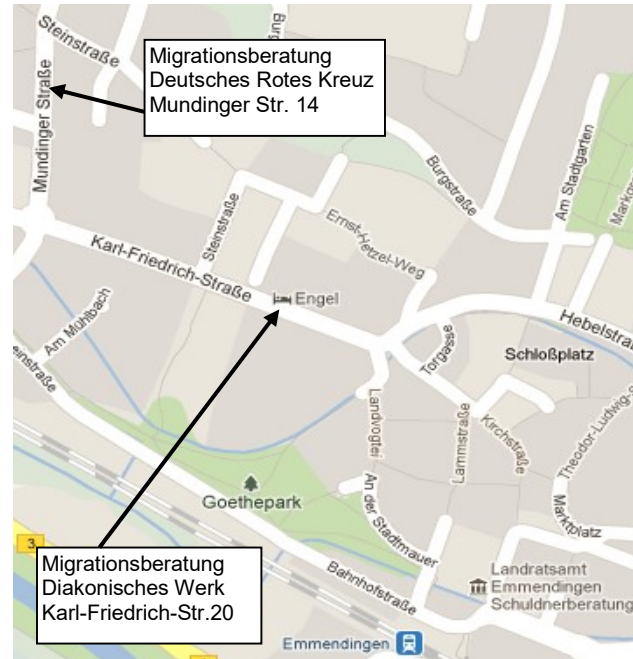 Steinstraße
Burg
Migrationsberatung
Deutsches Rotes Kreuz
Mundinger Str. 14
Mundinger Straße
Am Stadtgarten
Burgstraße
Steinstraße
Ernst-Hetzel-Weg
Karl-Friedrich-Straße
Engel
Am Mühlbach
Torgasse
Schloßplatz
Landvogtei
Lammstraße
Kirchstraße
Goethepark
An der Stadtmauer
Marktplatz
3
Migrationsberatung
Diakonisches Werk
Karl-Friedrich-Str.20
Bahnhofstraße
Landratsamt
Emmendingen
Schuldnerberatung
Emmendingen